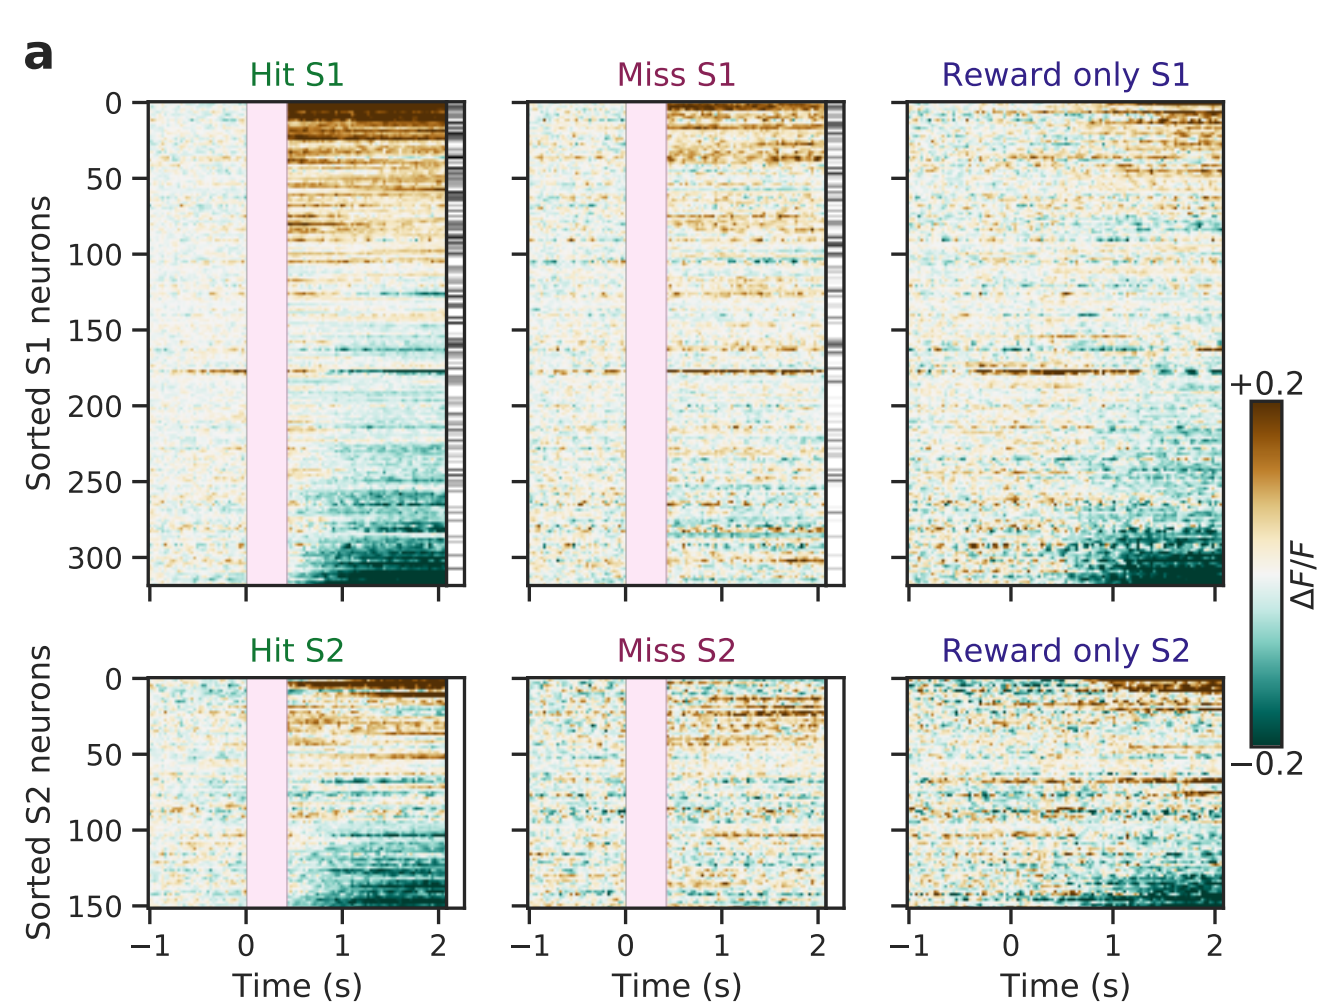 a
Hit S1
Miss S1
Reward only S1
Sorted S1 neurons
0
50
100
150
200
250
300
+0.2
ΔF/F
−0.2
Hit S2
Miss S2
Reward only S2
Sorted S2 neurons
0
50
100
150
−1 0 1 2
−1 0 1 2
−1 0 1 2
Time (s)
Time (s)
Time (s)